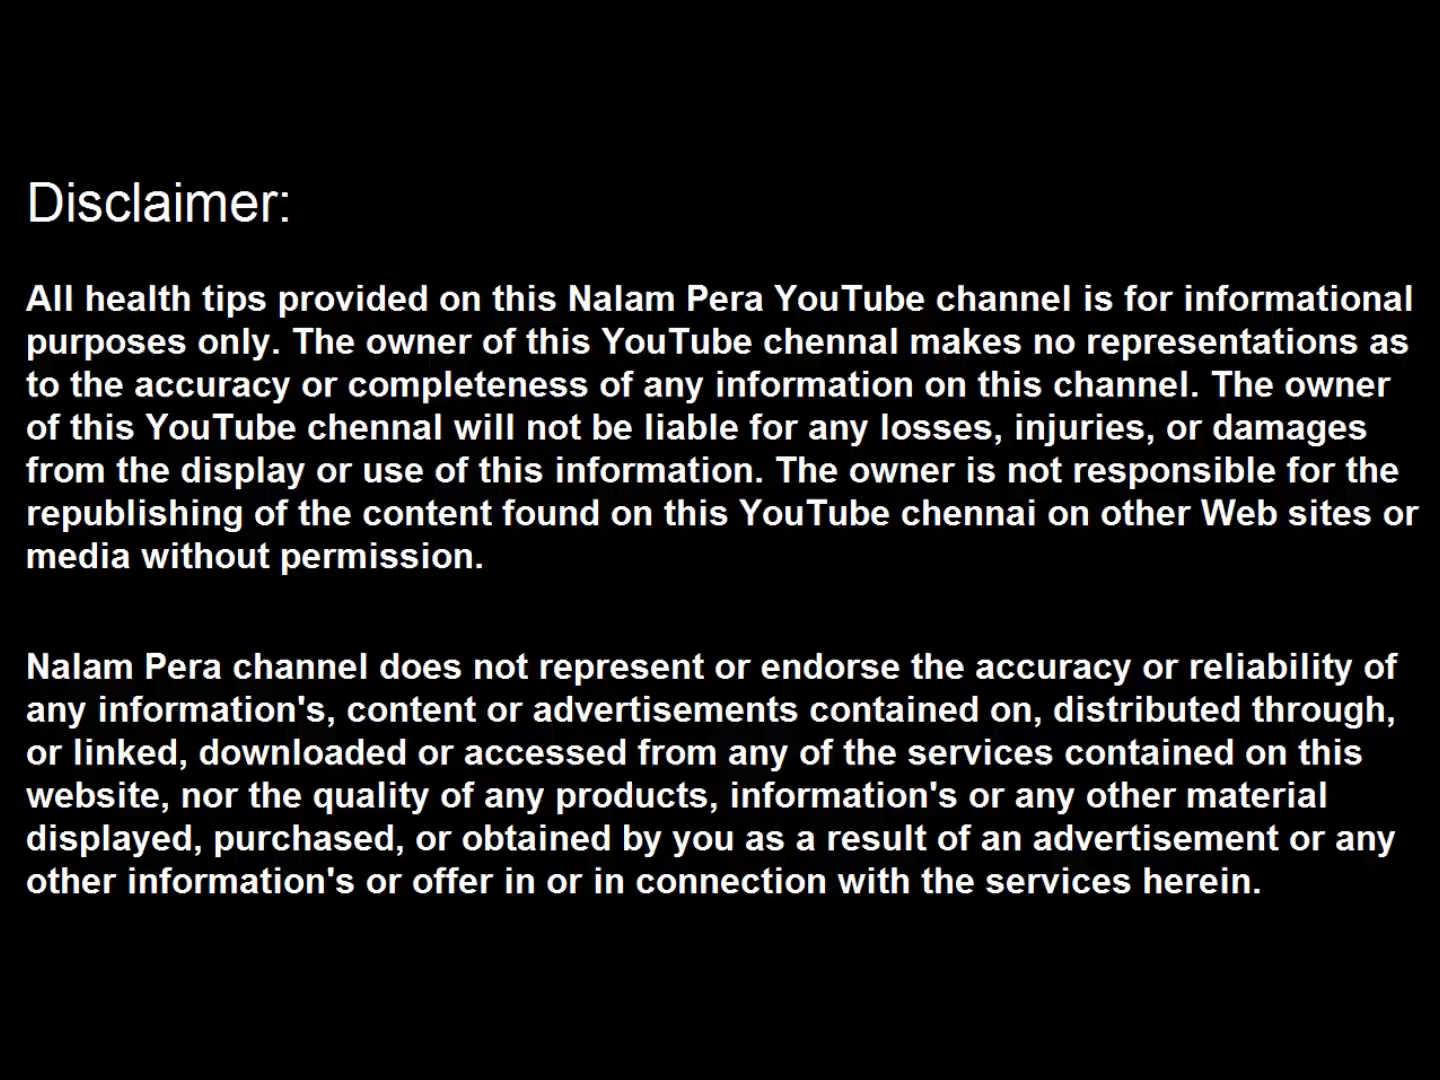 Disclaimer:
All health tips provided on this Nalam Pera YouTube channel is for informational
purposes only. The owner of this YouTube chennal makes no representations as
to the accuracy or completeness of any information on this channel. The owner
of this YouTube chennal will not be liable for any losses, injuries, or damages
from the display or use of this information. The owner is not responsible for the
republishing of the content found on this YouTube chennai on other Web sites or
media without permission.
Nalam Pera channel does not represent or endorse the accuracy or reliability of
any information's, content or advertisements contained on, distributed through,
or linked, downloaded or accessed from any of the services contained on this
website, nor the quality of any products, information's or any other material
displayed, purchased, or obtained by you as a result of an advertisement or any
other information's or offer in or in connection with the services herein.